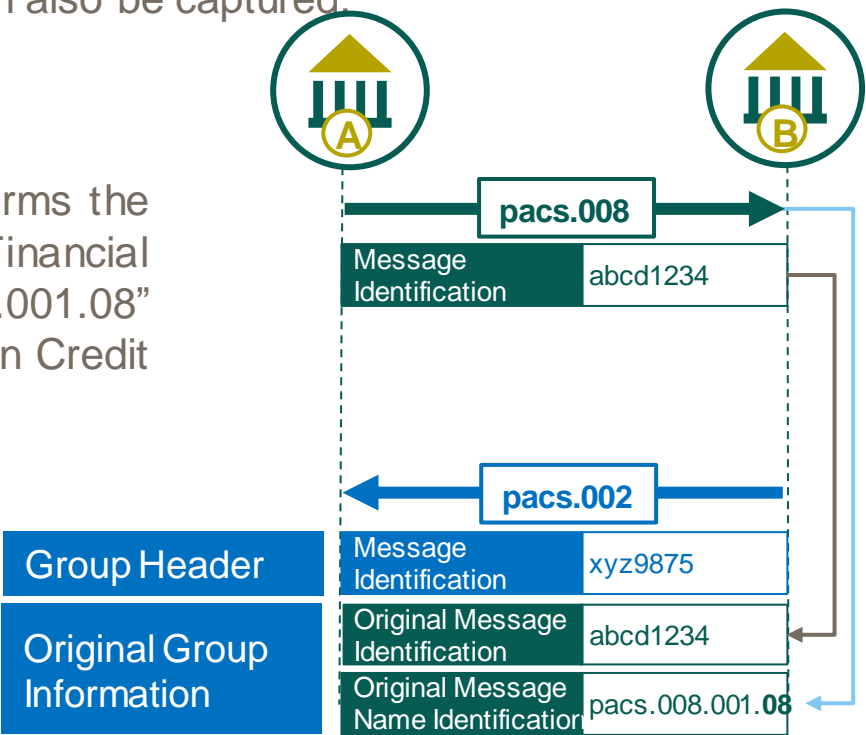 also be captured.
A
B
rms the
inancial
.001.08”
n Credit
pacs.008
Message
Identification
abcd1234
pacs.002
Group Header
Message
Identification
xyz9875
Original Group
Information
Original Message
Identification
abcd1234
Original Message
Name Identification
pacs.008.001.08